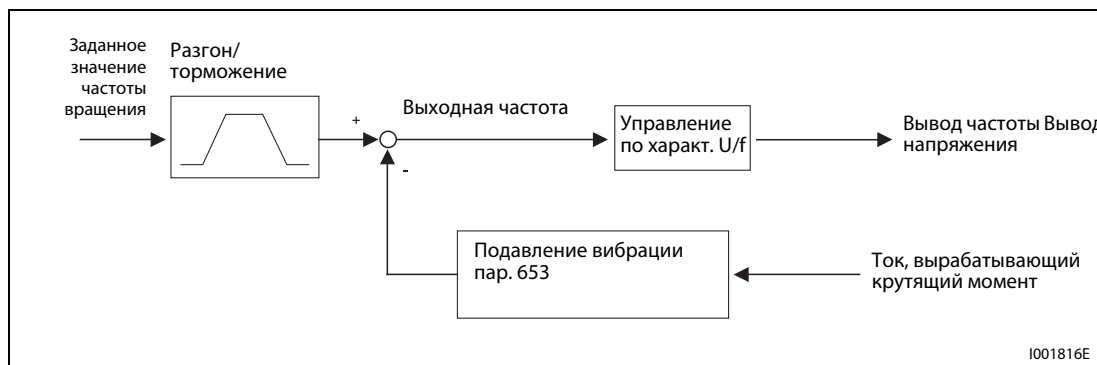 Заданное
значение
частоты
вращения
Разгон/
торможение
+
-
Выходная частота
Управление
по характ. U/f
Вывод частоты Вывод
напряжения
Подавление вибрации
пар. 653
Ток, вырабатывающий
крутящий момент
I001816E